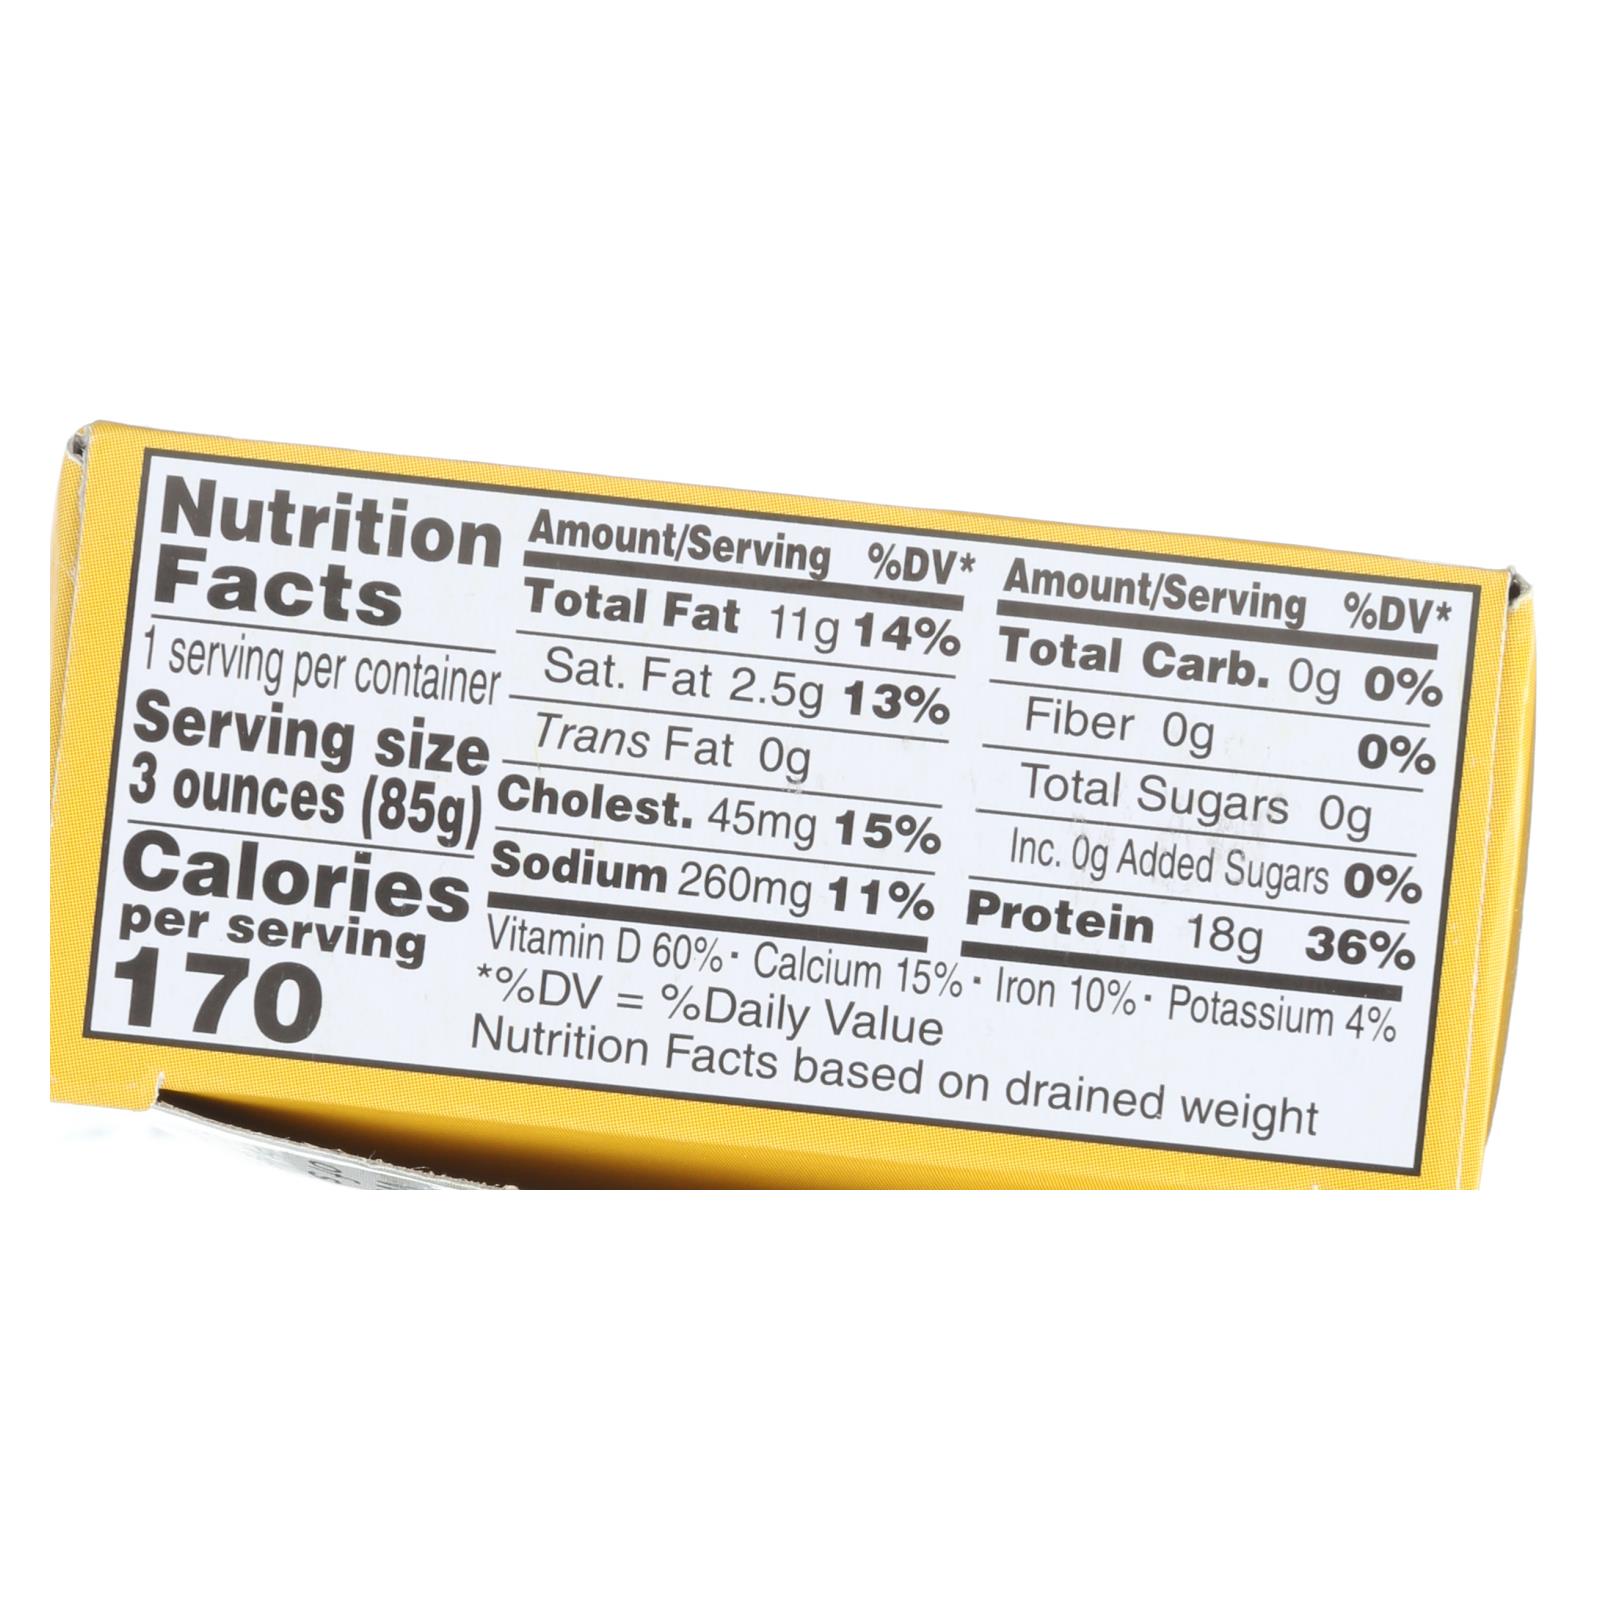 Nutrition
Facts
1 serving per container
Serving size
3 ounces (85g)
Calories
per serving
170
Amount/Serving %DV*
Total Fat 11g 14%
Sat. Fat 2.5g 13%
Trans Fat 0g
Cholest. 45mg 15%
Sodium 260mg 11%
Amount/Serving %DV*
Total Carb. 0g 0%
Fiber 0g 0%
Total Sugars 0g
Inc. 0g Added Sugars 0%
Protein 18g 36%
Vitamin D 60% · Calcium 15% · Iron 10% · Potassium 4%
*%DV = %Daily Value
Nutrition Facts based on drained weight